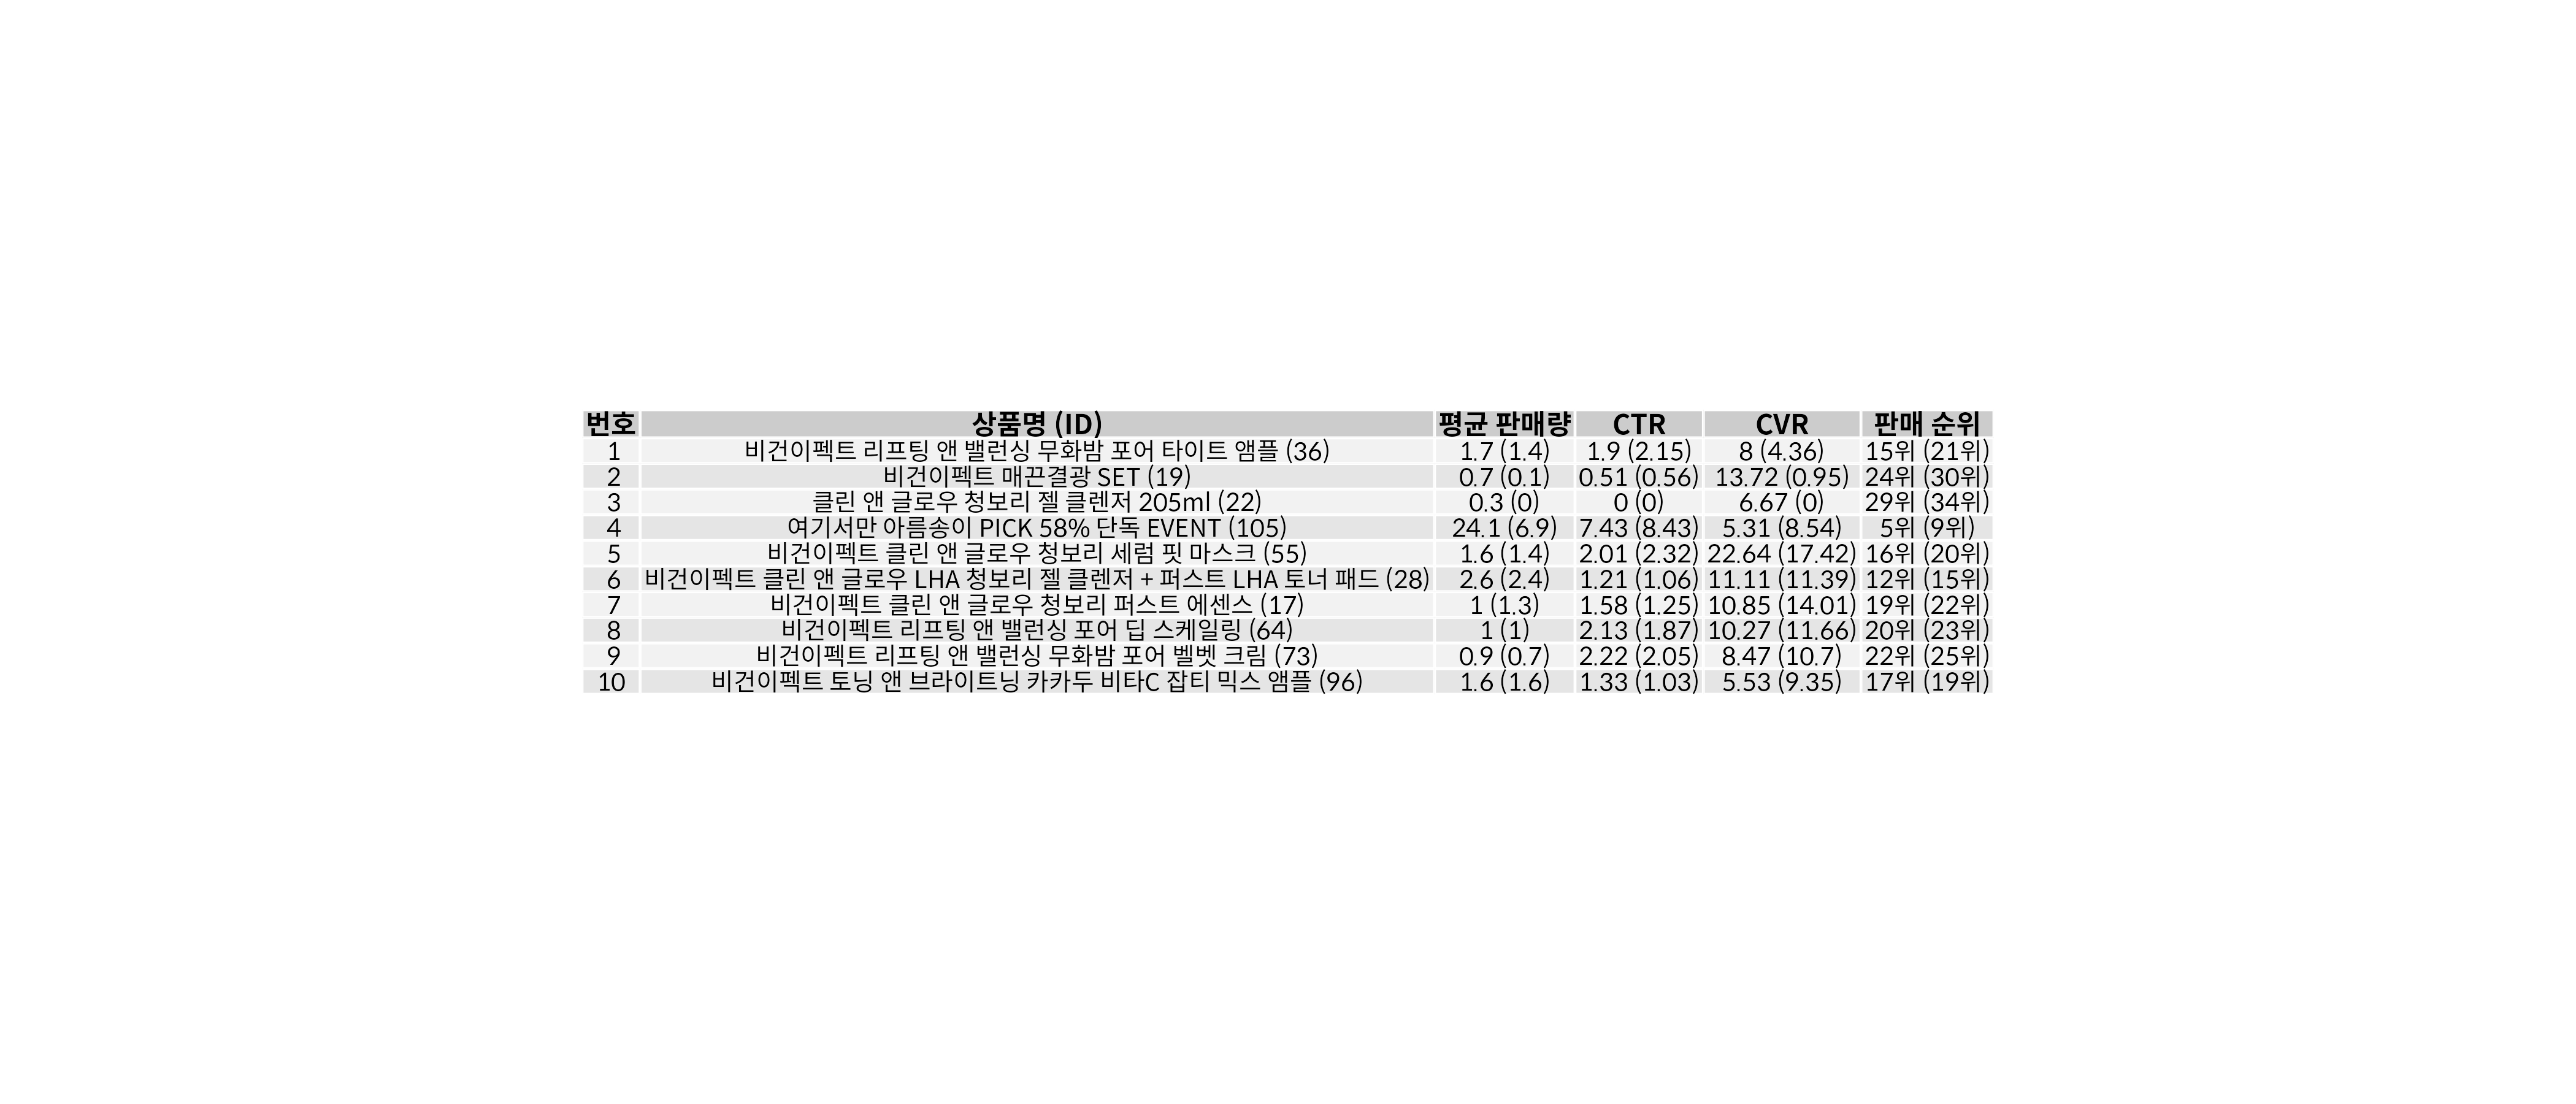 번호 상품명 (ID) 평균 판매량 CTR CVR 판매 순위
1 비건이펙트 리프팅 앤 밸런싱 무화밤 포어 타이트 앰플 (36) 1.7 (1.4) 1.9 (2.15) 8 (4.36) 15위 (21위)
2 비건이펙트 매끈결광 SET (19) 0.7 (0.1) 0.51 (0.56) 13.72 (0.95) 24위 (30위)
3 클린 앤 글로우 청보리 젤 클렌저 205ml (22) 0.3 (0) 0 (0) 6.67 (0) 29위 (34위)
4 여기서만 아름송이 PICK 58% 단독 EVENT (105) 24.1 (6.9) 7.43 (8.43) 5.31 (8.54) 5위 (9위)
5 비건이펙트 클린 앤 글로우 청보리 세럼 핏 마스크 (55) 1.6 (1.4) 2.01 (2.32) 22.64 (17.42) 16위 (20위)
6 비건이펙트 클린 앤 글로우 LHA 청보리 젤 클렌저 + 퍼스트 LHA 토너 패드 (28) 2.6 (2.4) 1.21 (1.06) 11.11 (11.39) 12위 (15위)
7 비건이펙트 클린 앤 글로우 청보리 퍼스트 에센스 (17) 1 (1.3) 1.58 (1.25) 10.85 (14.01) 19위 (22위)
8 비건이펙트 리프팅 앤 밸런싱 포어 딥 스케일링 (64) 1 (1) 2.13 (1.87) 10.27 (11.66) 20위 (23위)
9 비건이펙트 리프팅 앤 밸런싱 무화밤 포어 벨벳 크림 (73) 0.9 (0.7) 2.22 (2.05) 8.47 (10.7) 22위 (25위)
10 비건이펙트 토닝 앤 브라이트닝 카카두 비타C 잡티 믹스 앰플 (96) 1.6 (1.6) 1.33 (1.03) 5.53 (9.35) 17위 (19위)